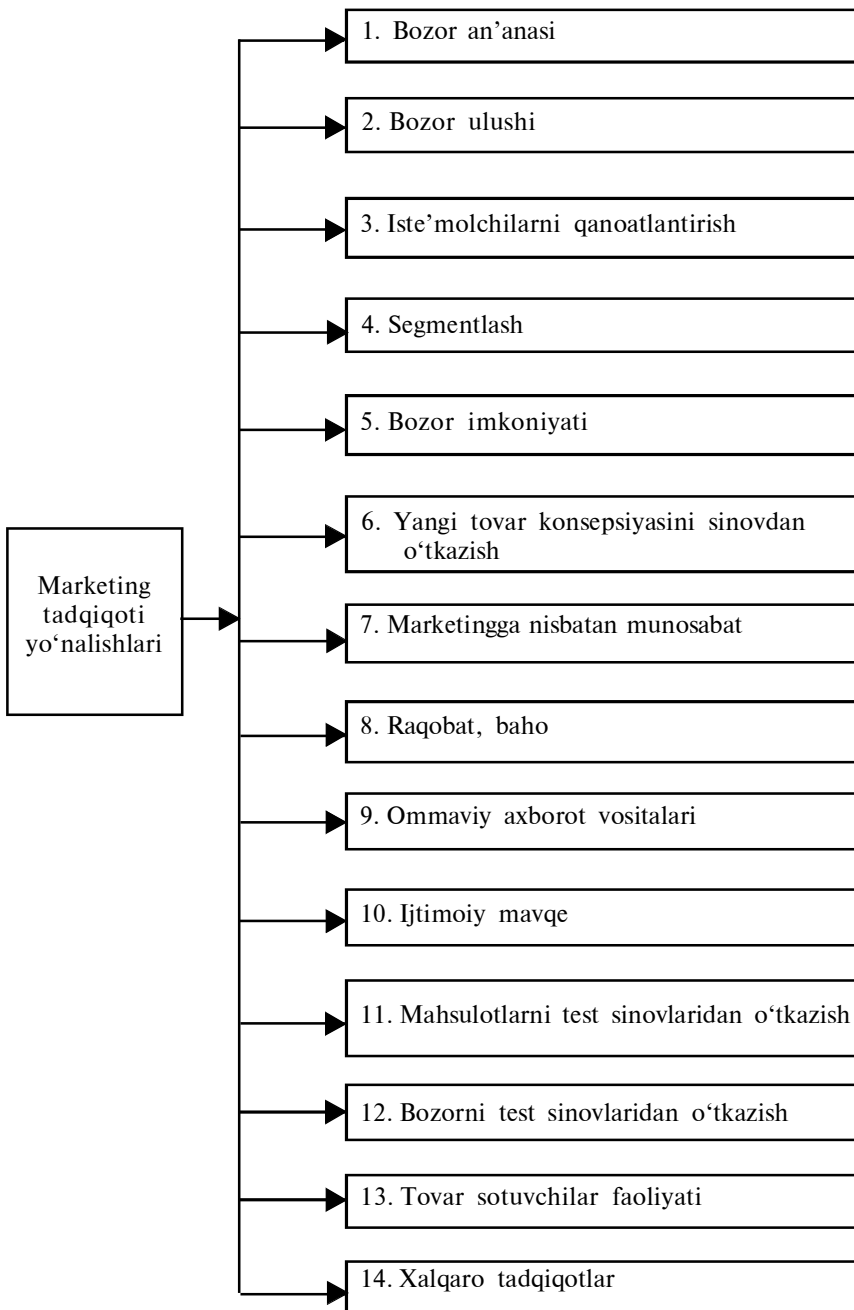 1. Bozor an’anasi
2. Bozor ulushi
3. Iste’molchilarni qanoatlantirish
4. Segmentlash
5. Bozor imkoniyati
6. Yangi tovar konsepsiyasini sinovdan
o‘tkazish
Marketing
tadqiqoti
yo‘nalishlari
7. Marketingga nisbatan munosabat
8. Raqobat, baho
9. Ommaviy axborot vositalari
10. Ijtimoiy mavqe
11. Mahsulotlarni test sinovlaridan o‘tkazish
12. Bozorni test sinovlaridan o‘tkazish
13. Tovar sotuvchilar faoliyati
14. Xalqaro tadqiqotlar